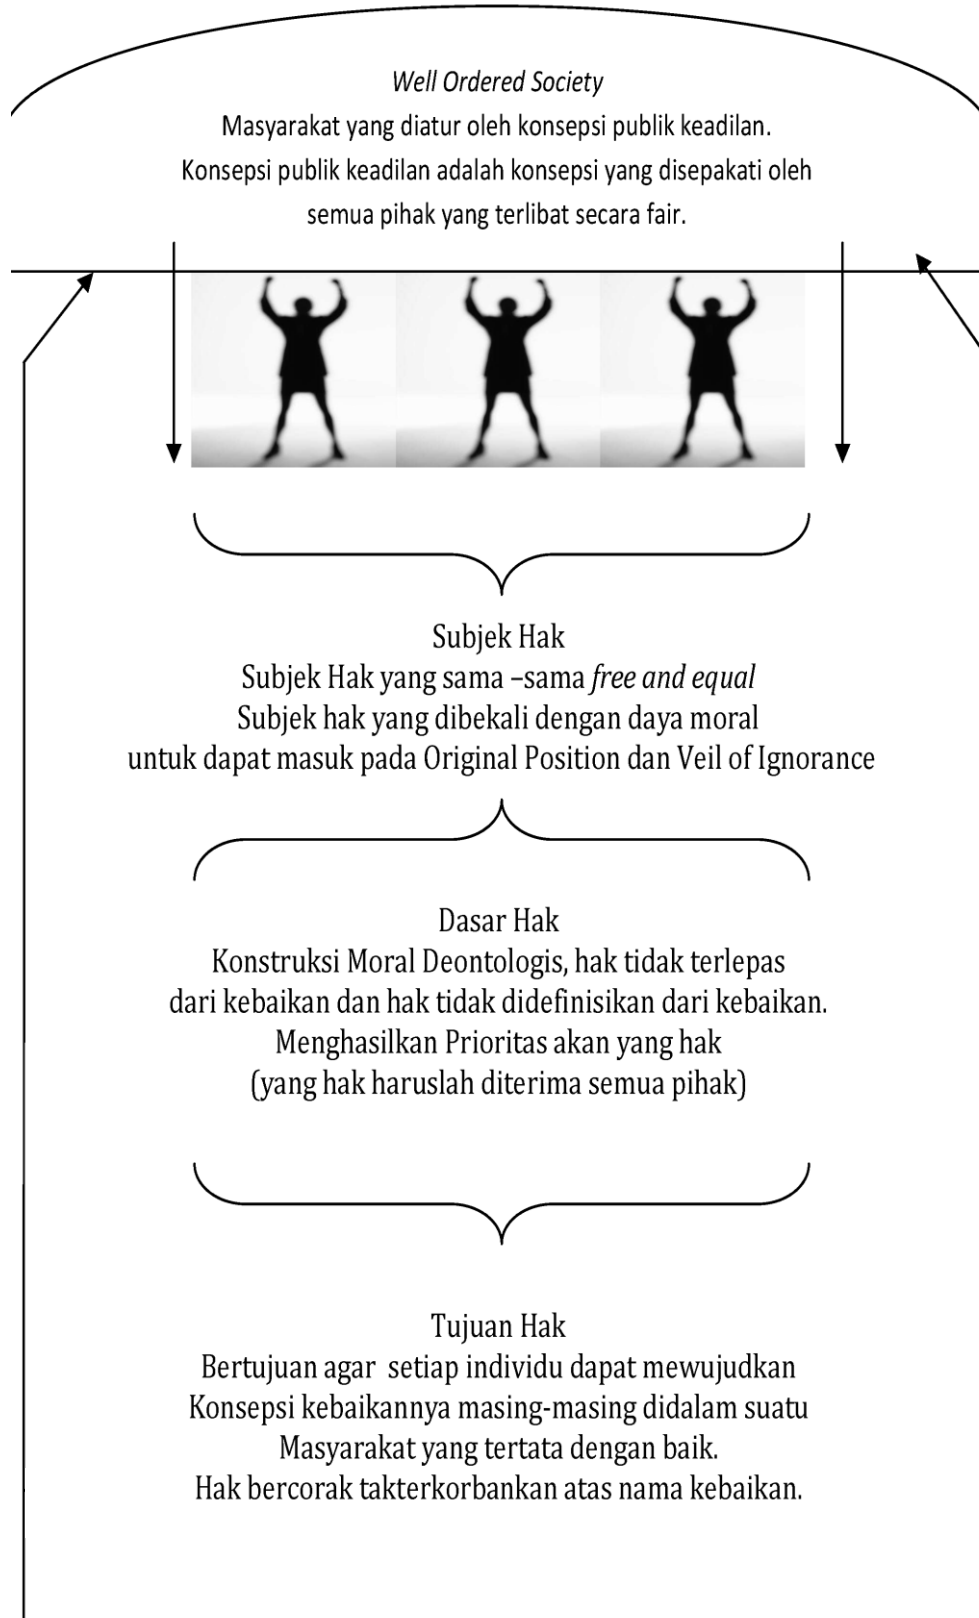 Well Ordered Society
Masyarakat yang diatur oleh konsepsi publik keadilan.
Konsepsi publik keadilan adalah konsepsi yang disepakati oleh
semua pihak yang terlibat secara fair.
Subjek Hak
Subjek Hak yang sama –sama free and equal
Subjek hak yang dibekali dengan daya moral
untuk dapat masuk pada Original Position dan Veil of Ignorance
Dasar Hak
Konstruksi Moral Deontologis, hak tidak terlepas
dari kebaikan dan hak tidak didefinisikan dari kebaikan.
Menghasilkan Prioritas akan yang hak
(yang hak haruslah diterima semua pihak)
Tujuan Hak
Bertujuan agar setiap individu dapat mewujudkan
Konsepsi kebaikannya masing-masing didalam suatu
Masyarakat yang tertata dengan baik.
Hak bercorak takterkorbankan atas nama kebaikan.